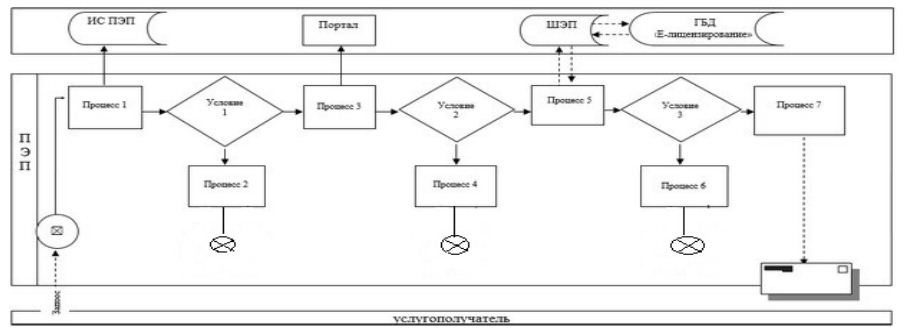 ИС ПЭП
Портал
ШЭП
ГБД
(Е-лицензирование»
Процесс 1
Условие
1
Процесс 3
Условие
2
Процесс 5
Условие
3
Процесс 7
П
Э
П
Процесс 2
Процесс 4
Процесс 6
Запрос
услугополучатель